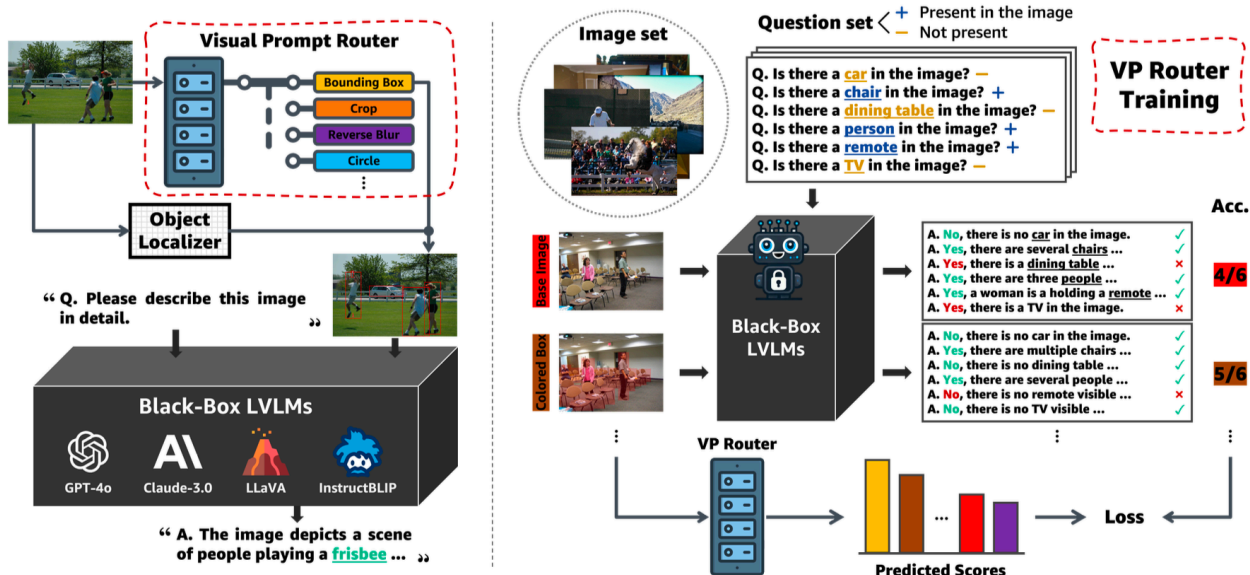 Visual Prompt Router
Bounding Box
Crop
Reverse Blur
Circle
Object
Localizer
“ Q. Please describe this image
in detail. ”
Black-Box LVLMs
GPT-4o
Claude-3.0
LLaVA
InstructBLIP
“ A. The image depicts a scene
of people playing a frisbee ... ”
Image set
Question set
+ Present in the image
− Not present
VP Router
Training
Q. Is there a car in the image? −
Q. Is there a chair in the image? +
Q. Is there a dining table in the image? −
Q. Is there a person in the image? +
Q. Is there a remote in the image? +
Q. Is there a TV in the image? −
Base Image
Colored Box
Black-Box
LVLMs
Acc.
A. No, there is no car in the image. ✓
A. Yes, there are several chairs ... ✓
A. Yes, there is a dining table ... ×
A. Yes, there are three people ... ✓
A. Yes, a woman is a holding a remote ... ✓
A. Yes, there is a TV in the image. ×
4/6
A. No, there is no car in the image. ✓
A. Yes, there are multiple chairs ... ✓
A. No, there is no dining table ... ✓
A. Yes, there are several people ... ✓
A. No, there is no remote visible ... ×
A. No, there is no TV visible ... ✓
5/6
VP Router
...
Predicted Scores
Loss